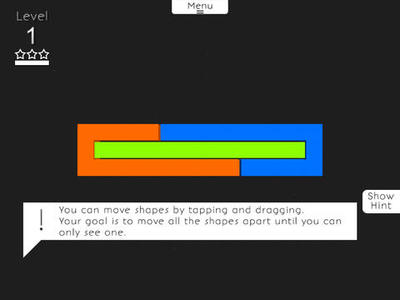 Menu
Level
1
Show
Hint
! You can move shapes by tapping and dragging.
Your goal is to move all the shapes apart until you can
only see one.